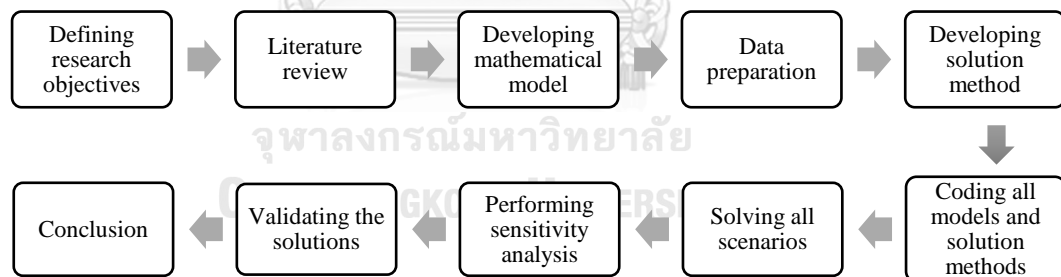 Defining
research
objectives
Literature
review
Developing
mathematical
model
Data
preparation
Developing
solution
method
จุฬาลงกรณ์มหาวิทยาลัย
Coding all
models and
solution
methods
Solving all
scenarios
Performing
sensitivity
analysis
Validating the
solutions
Conclusion